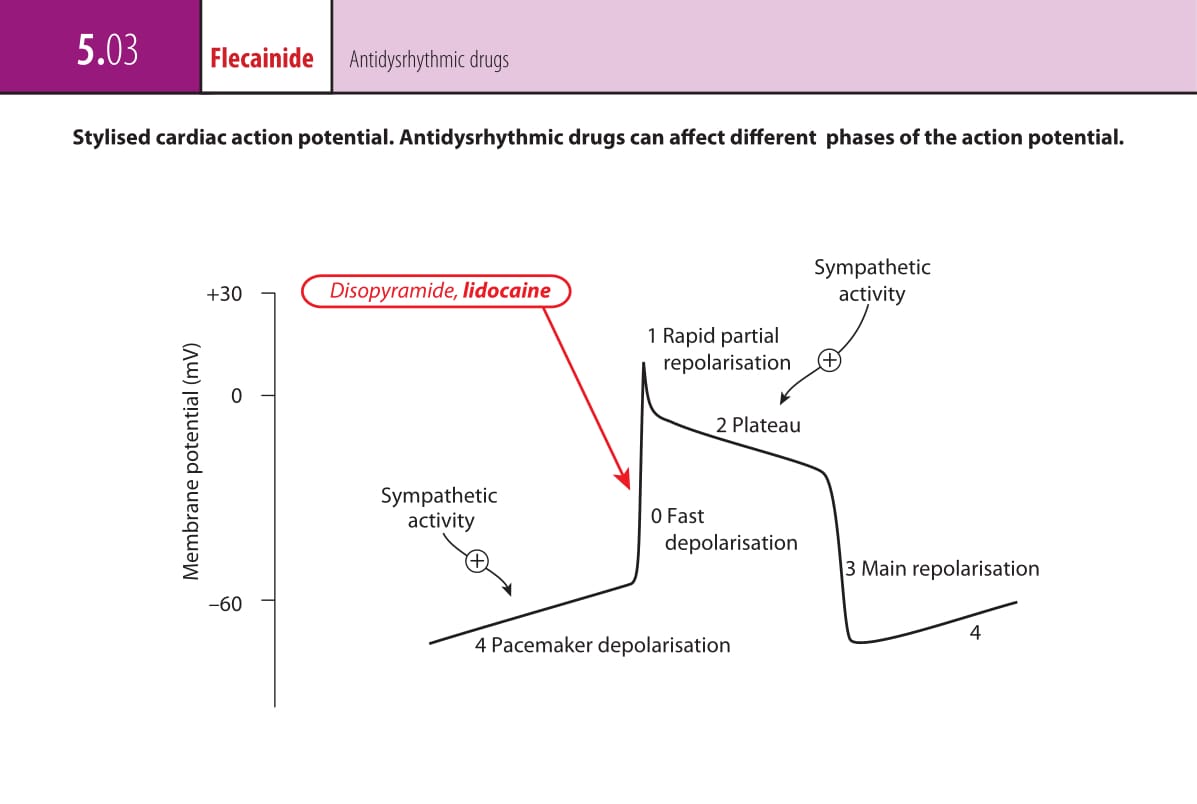 5.03
Flecainide
Antidysrhythmic drugs
Stylised cardiac action potential. Antidysrhythmic drugs can affect different phases of the action potential.
Sympathetic
activity
+30
Disopyramide, lidocaine
1 Rapid partial
repolarisation
+
0
2 Plateau
Membrane potential (mV)
Sympathetic
activity
+
0 Fast
depolarisation
3 Main repolarisation
–60
4 Pacemaker depolarisation
4